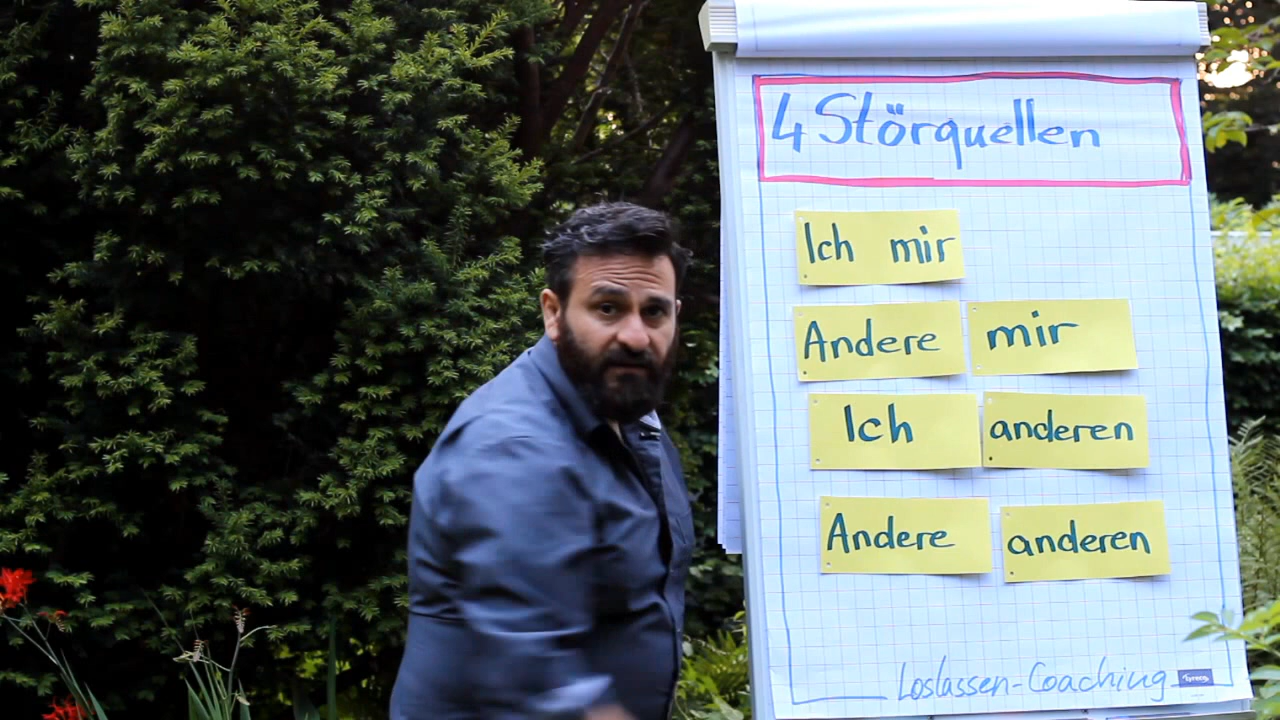 4 Störquellen
Ich mir
Andere mir
Ich anderen
Andere anderen
Loslassen-Coaching